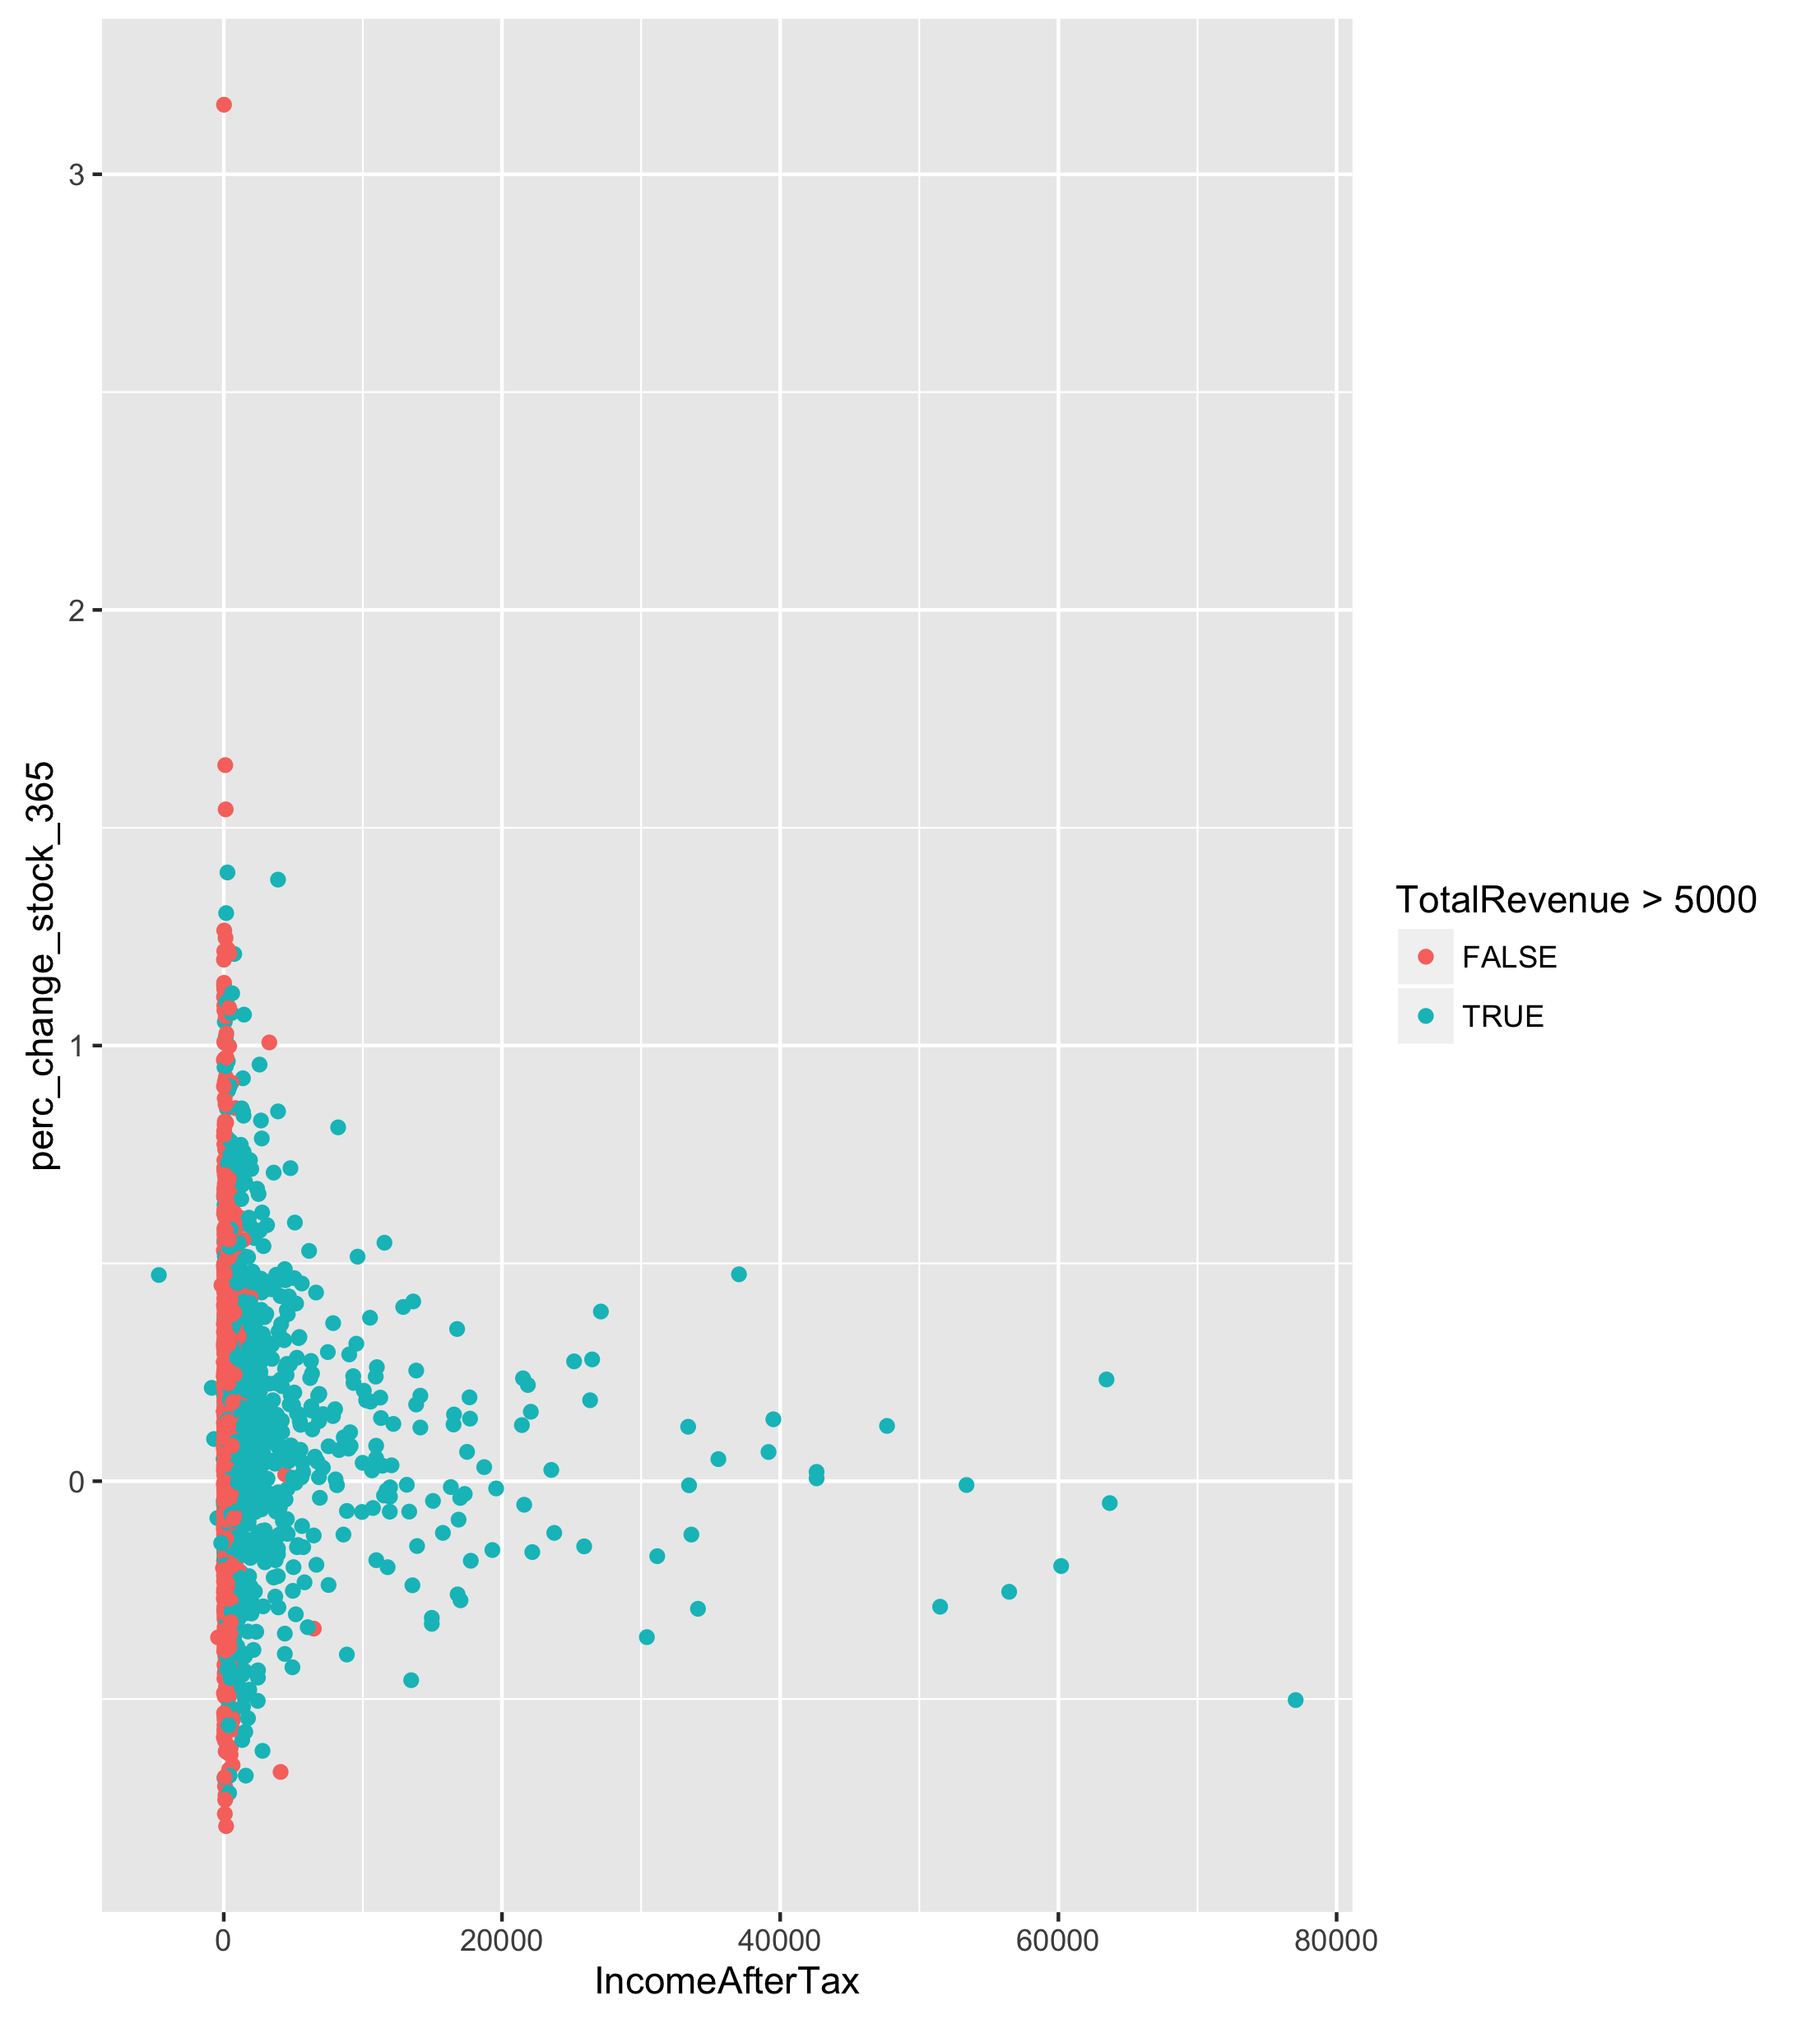 3
2
1
0
perc_change_stock_365
0
20000
40000
60000
80000
IncomeAfterTax
TotalRevenue > 5000
FALSE
TRUE